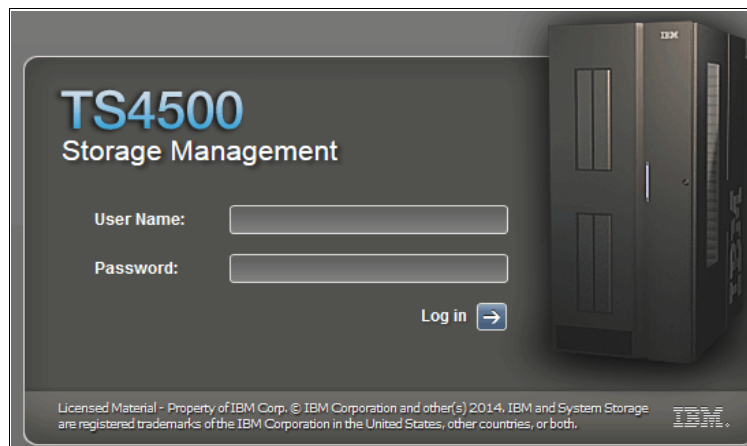 IBM
TS4500
Storage Management
User Name:
Password:
Log in
IBM
Licensed Material - Property of IBM Corp. © IBM Corporation and other(s) 2014. IBM and System Storage
are registered trademarks of the IBM Corporation in the United States, other countries, or both.
IBM.